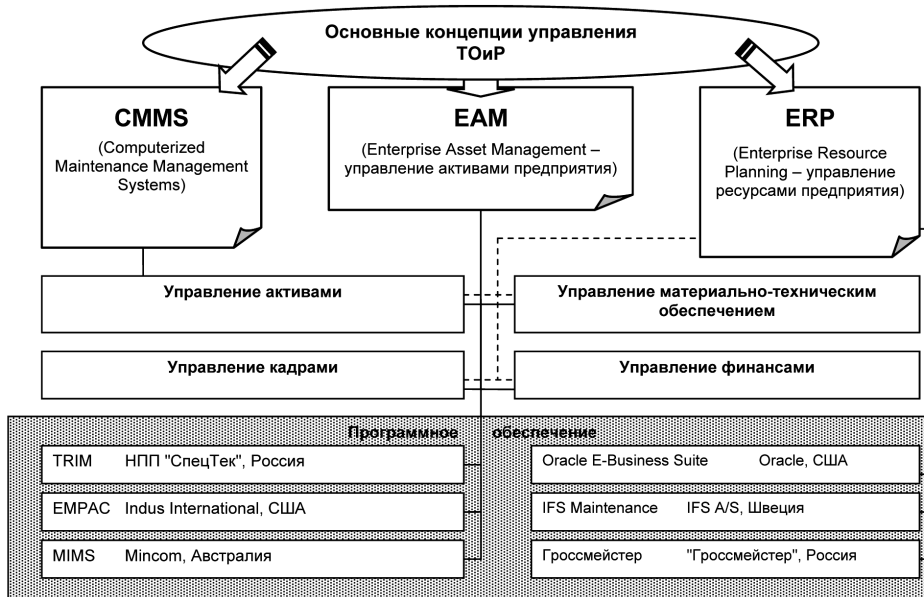 Основные концепции управления
ТОиР
CMMS
(Computerized
Maintenance Management
Systems)
EAM
(Enterprise Asset Management –
управление активами предприятия)
ERP
(Enterprise Resource
Planning – управление
ресурсами предприятия)
Управление активами
Управление материально-техническим
обеспечением
Управление кадрами
Управление финансами
Программное обеспечение
TRIM НПП "СпецТек", Россия
Oracle E-Business Suite Oracle, США
EMPAC Indus International, США
IFS Maintenance IFS A/S, Швеция
MIMS Mincom, Австралия
Гроссмейстер "Гроссмейстер", Россия